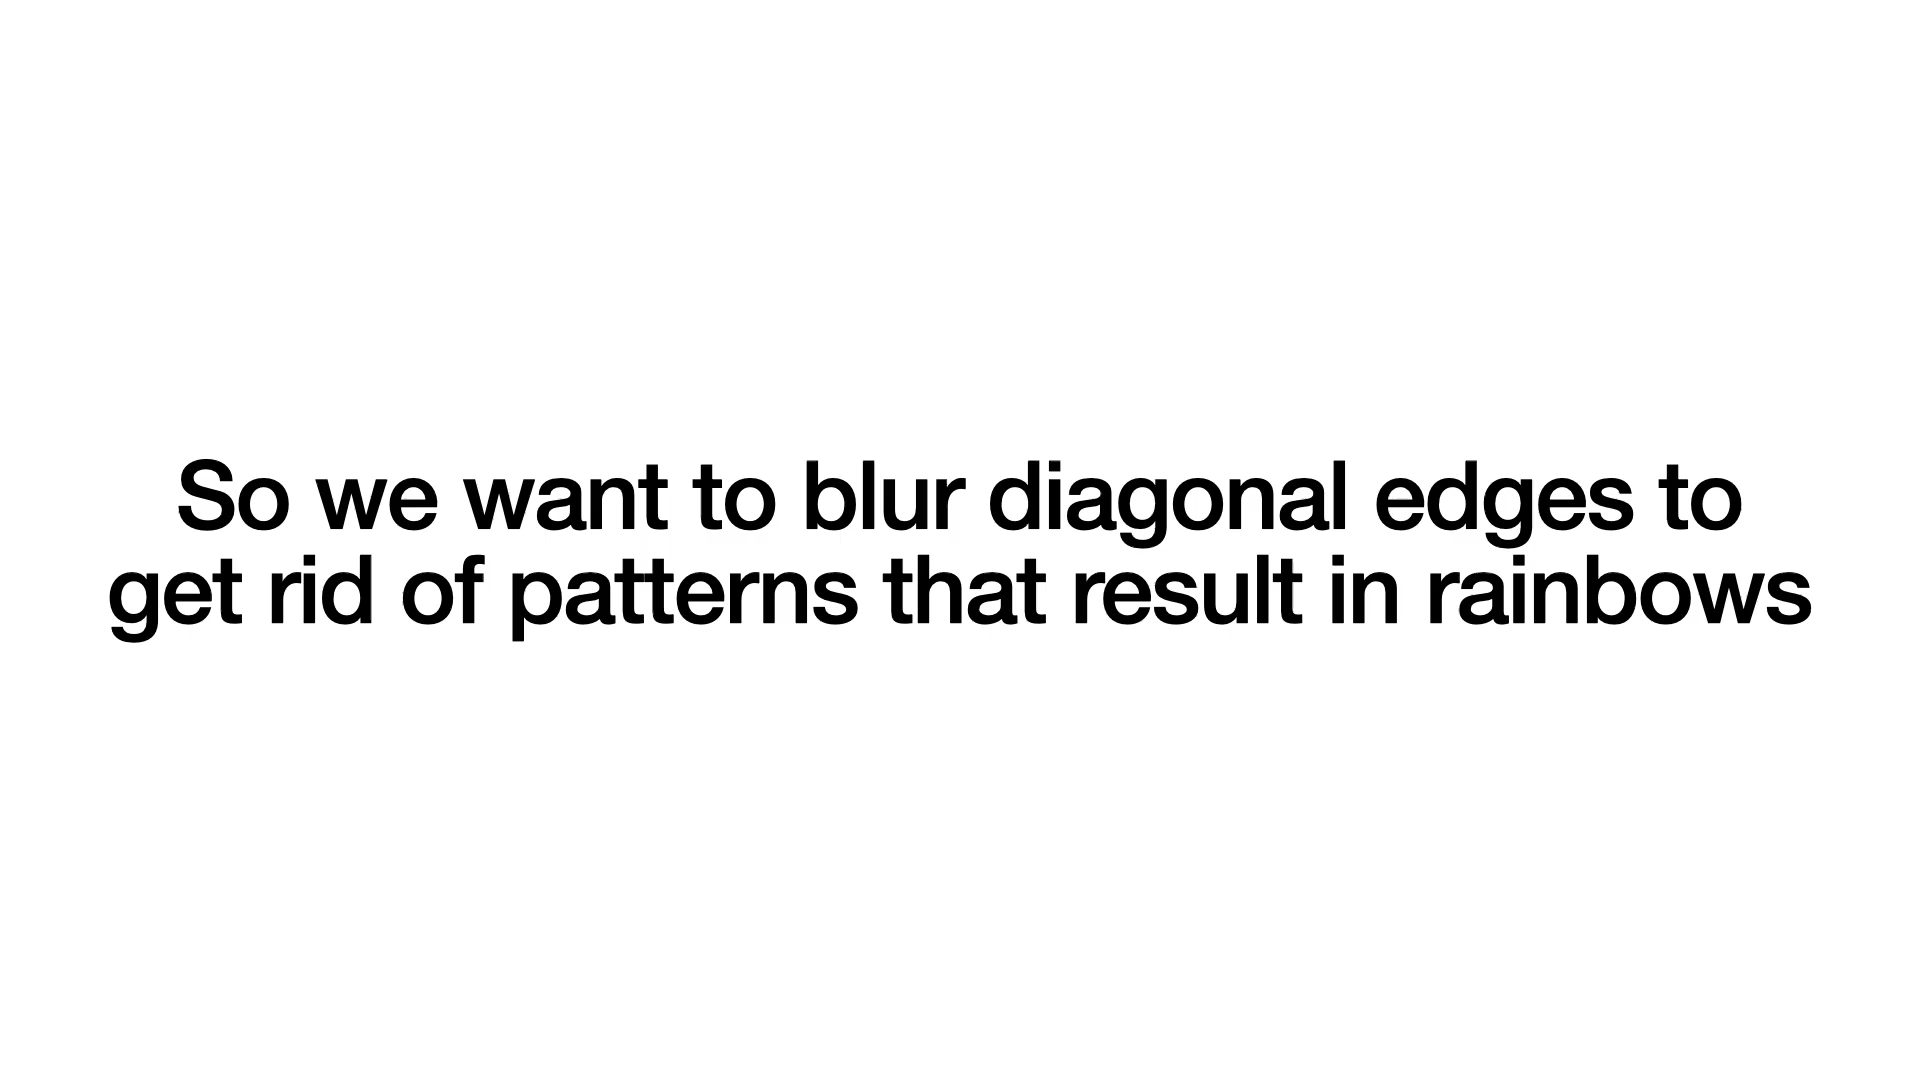 So we want to blur diagonal edges to
get rid of patterns that result in rainbows